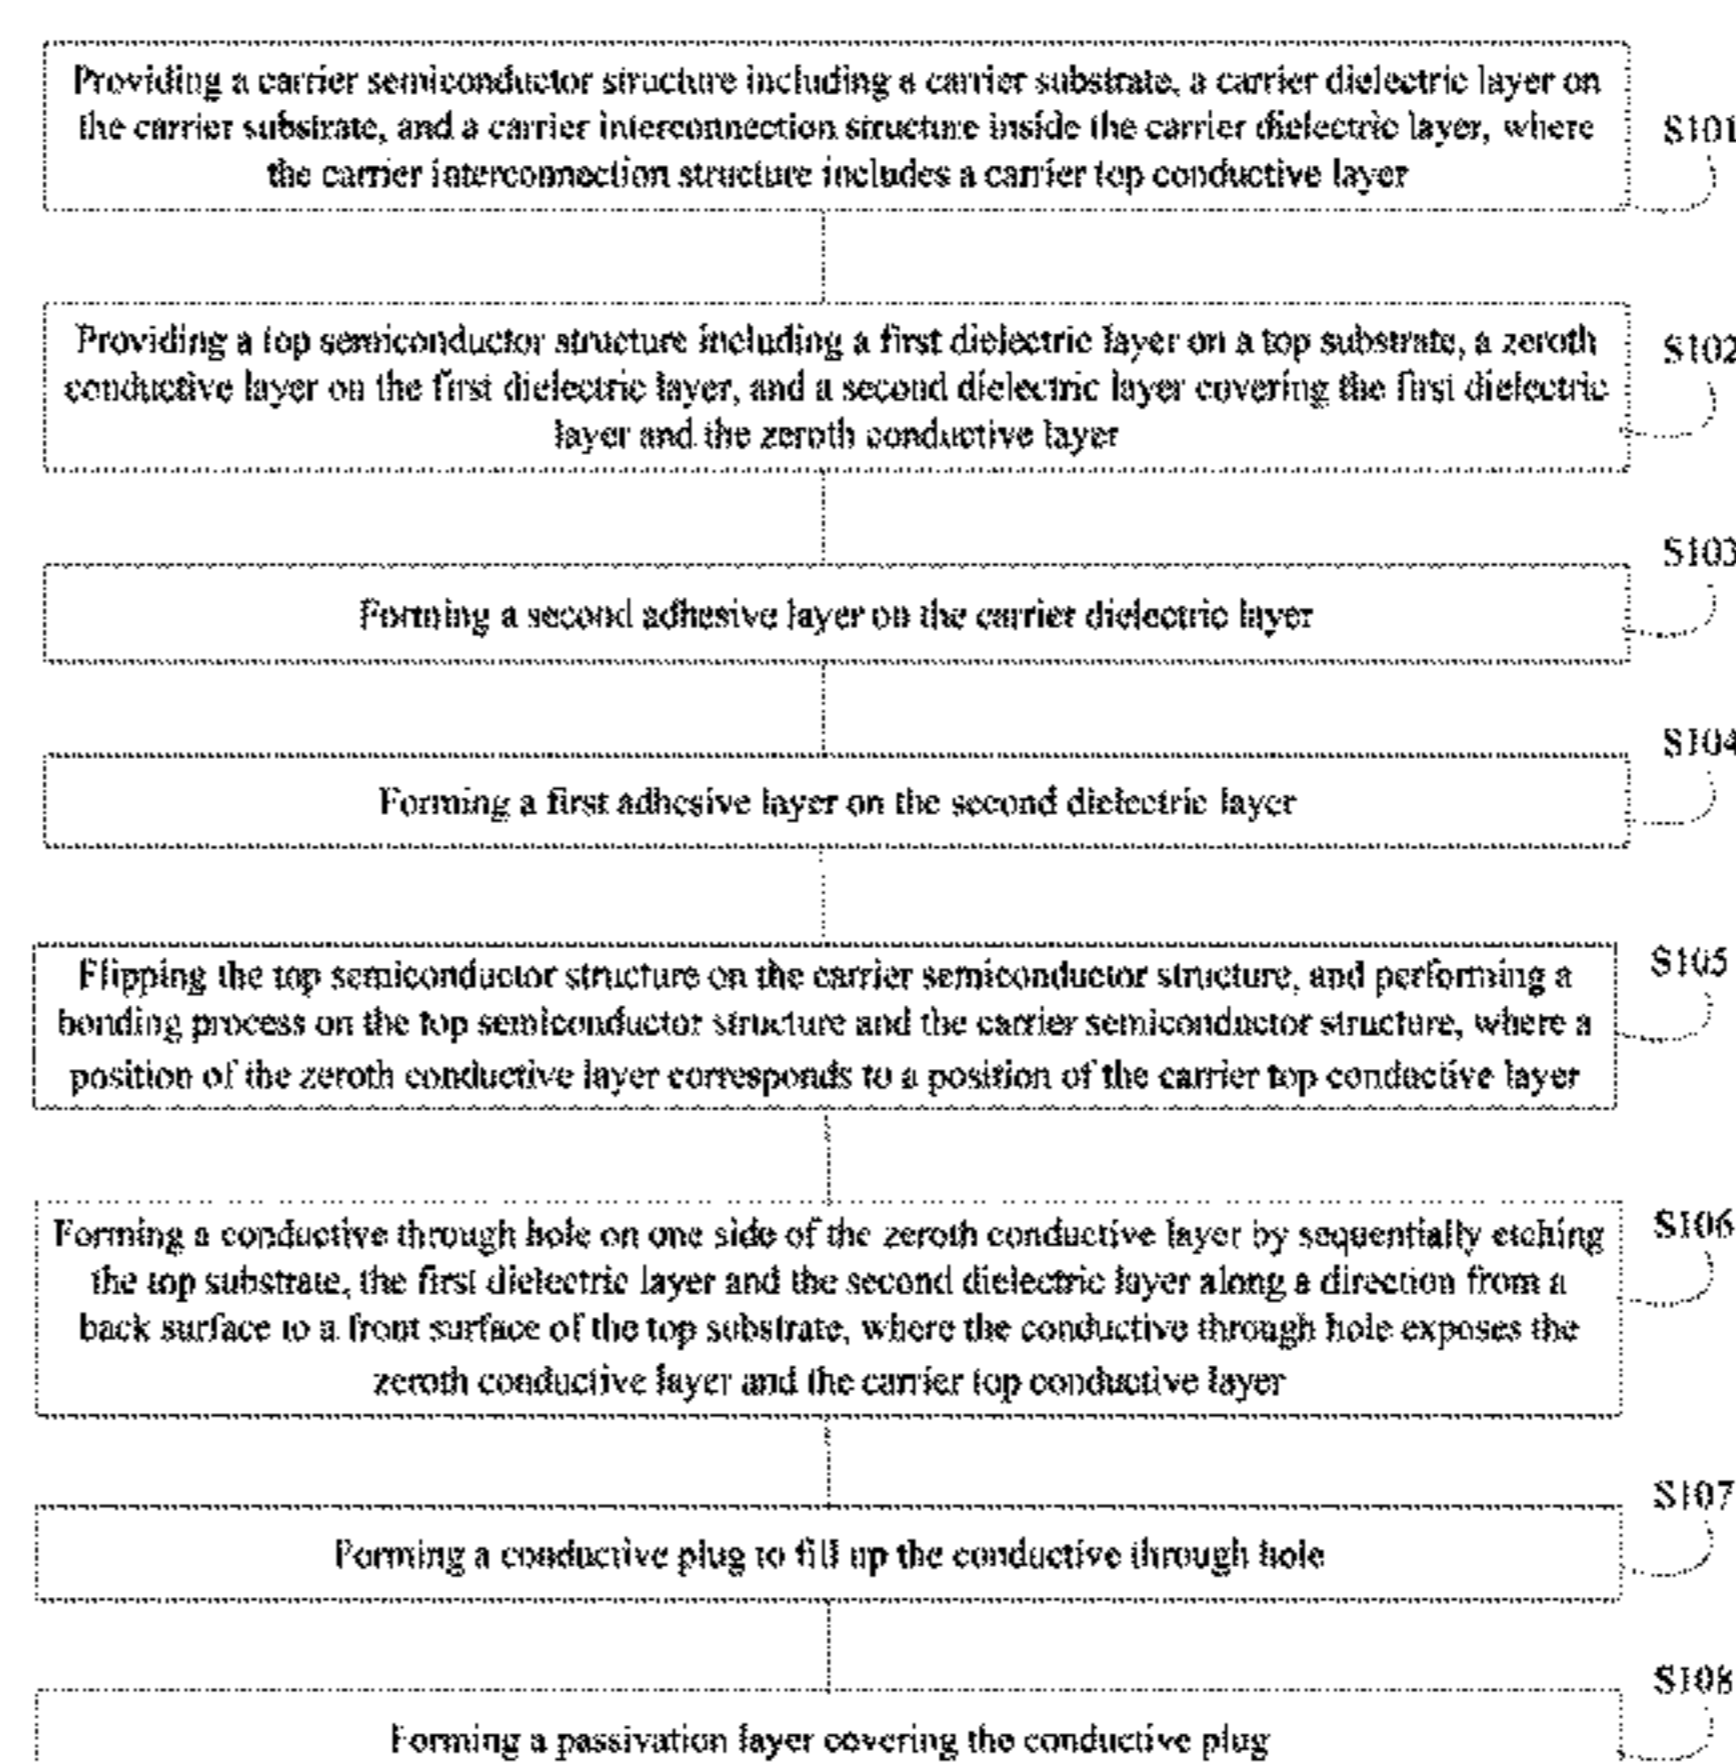 Providing a carrier semiconductor structure including a carrier substrate, a carrier dielectric layer on
the carrier substrate, and a carrier interconnection structure inside the carrier dielectric layer, where
the carrier interconnection structure includes a carrier top conductive layer
S101
Providing a top semiconductor structure including a first dielectric layer on a top substrate, a zeroth
conductive layer on the first dielectric layer, and a second dielectric layer covering the first dielectric
layer and the zeroth conductive layer
S102
Forming a second adhesive layer on the carrier dielectric layer
S103
Forming a first adhesive layer on the second dielectric layer
S104
Flipping the top semiconductor structure on the carrier semiconductor structure, and performing a
bonding process on the top semiconductor structure and the carrier semiconductor structure, where a
position of the zeroth conductive layer corresponds to a position of the carrier top conductive layer
S105
Forming a conductive through hole on one side of the zeroth conductive layer by sequentially etching
the top substrate, the first dielectric layer and the second dielectric layer along a direction from a
back surface to a front surface of the top substrate, where the conductive through hole exposes the
zeroth conductive layer and the carrier top conductive layer
S106
Forming a conductive plug to fill up the conductive through hole
S107
Forming a passivation layer covering the conductive plug
S108